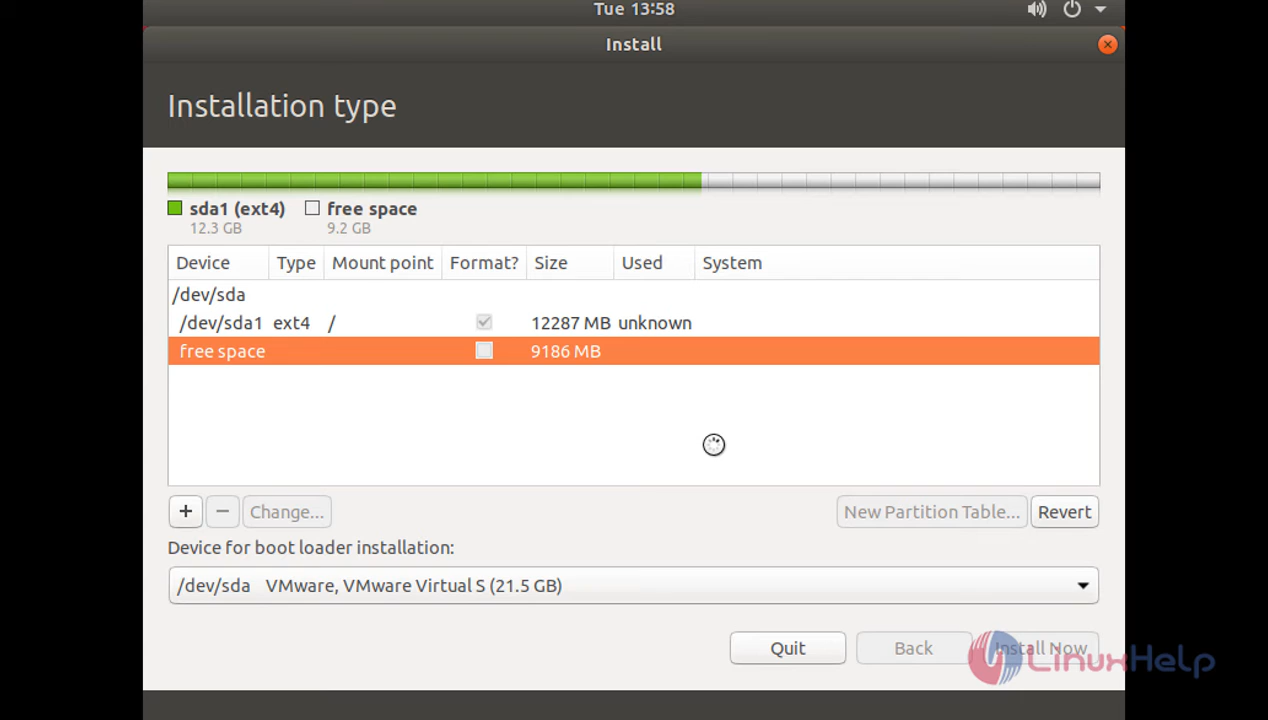 Tue 13:58
Install
Installation type
sda1 (ext4) free space
12.3 GB 9.2 GB
Device Type Mount point Format? Size Used System
/dev/sda
/dev/sda1 ext4 / 12287 MB unknown
free space 9186 MB
+ − Change... New Partition Table... Revert
Device for boot loader installation:
/dev/sda VMware, VMware Virtual S (21.5 GB)
Quit Back Install Now
LinuxHelp